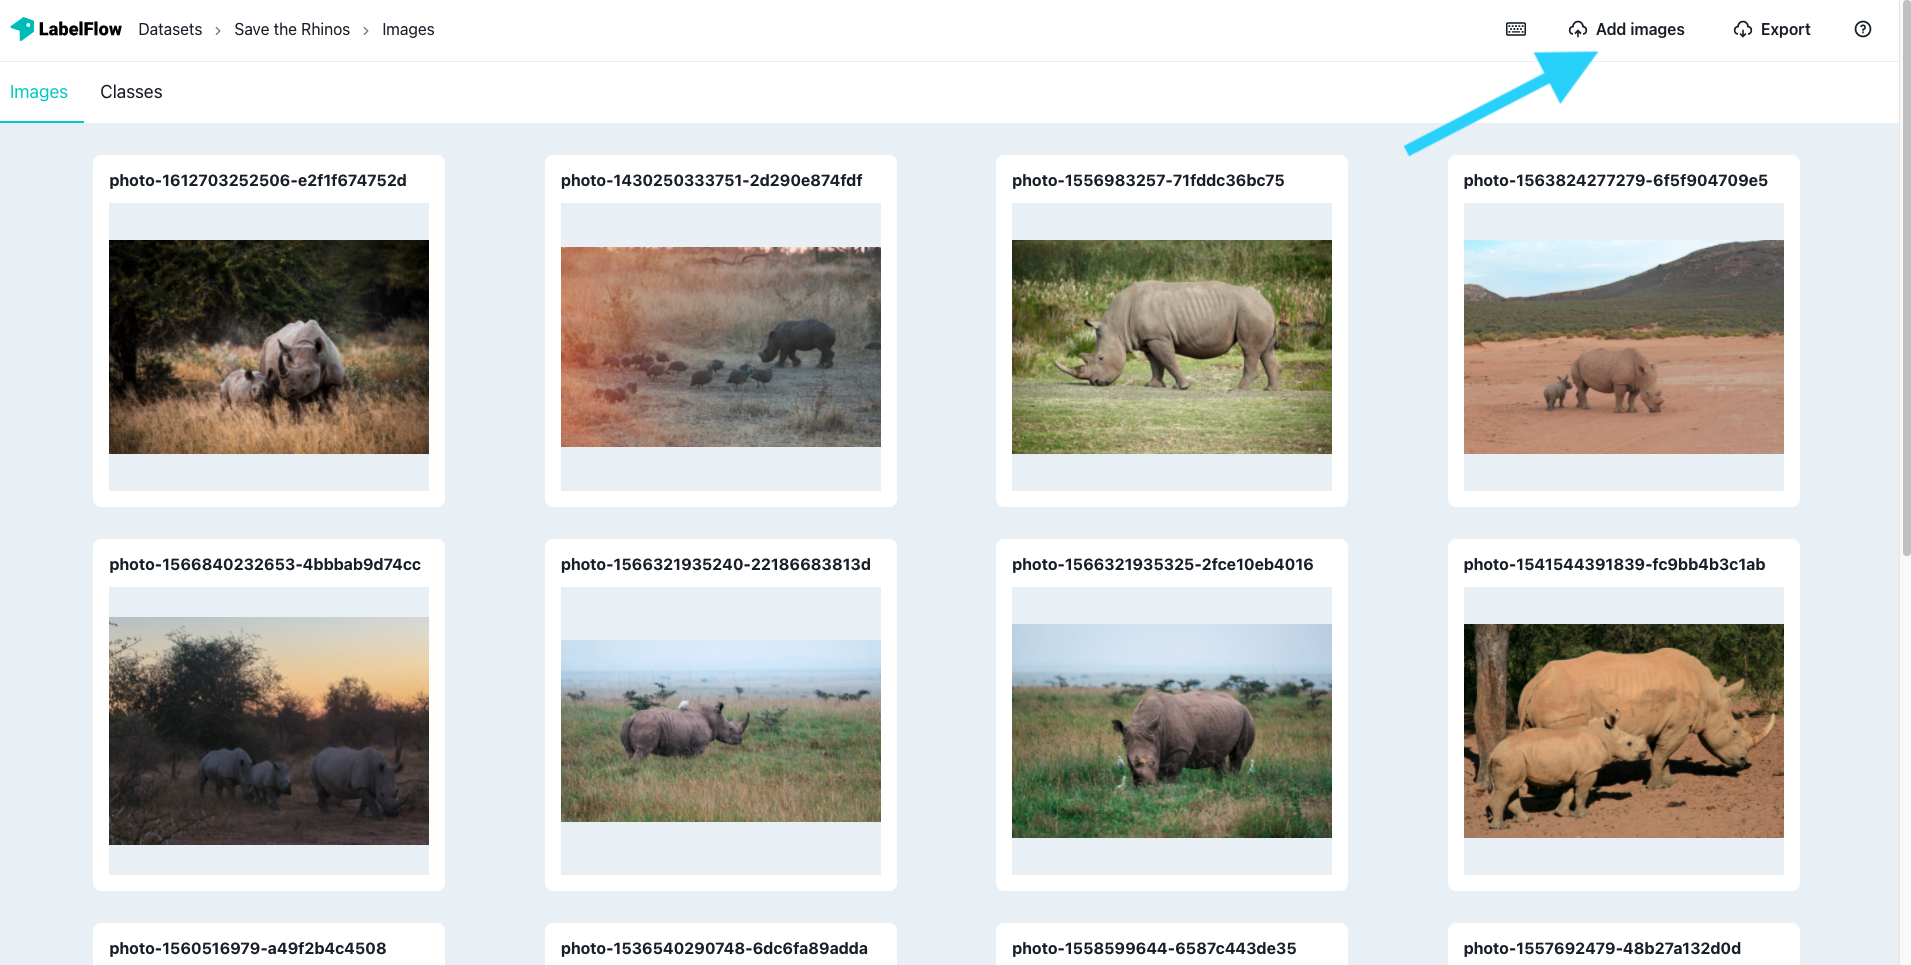 LabelFlow Datasets > Save the Rhinos > Images Add images Export
Images Classes
photo-1612703252506-e2f1f674752d photo-1430250333751-2d290e874fdf photo-1556983257-71fddc36bc75 photo-1563824277279-6f5f904709e5
photo-1566840232653-4bbbab9d74cc photo-1566321935240-22186683813d photo-1566321935325-2fce10eb4016 photo-1541544391839-fc9bb4b3c1ab
photo-1560516979-a49f2b4c4508 photo-1536540290748-6dc6fa89adda photo-1558599644-6587c443de35 photo-1557692479-48b27a132d0d